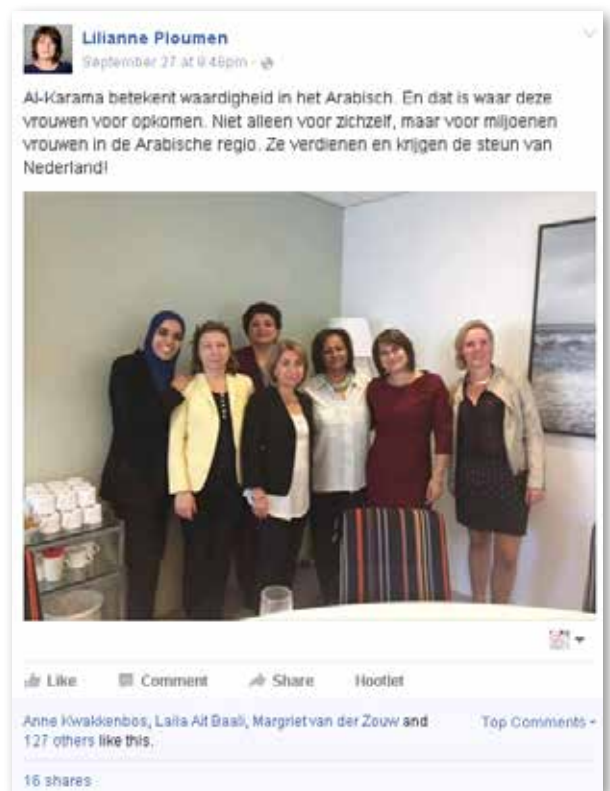 Lilianne Ploumen
September 27 at 9:46pm ·
Al-Karama betekent waardigheid in het Arabisch. En dat is waar deze
vrouwen voor opkomen. Niet alleen voor zichzelf, maar voor miljoenen
vrouwen in de Arabische regio. Ze verdienen en krijgen de steun van
Nederland!
Like Comment Share Hootlet
Anne Kwakkenbos, Laila Ait Baali, Margriet van der Zouw and Top Comments
127 others like this.
16 shares